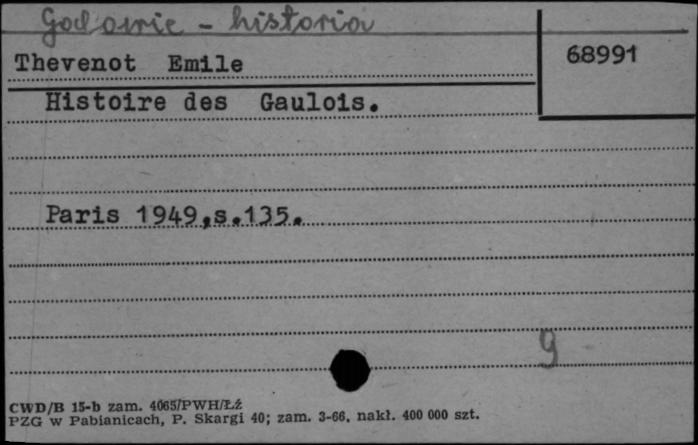 Galowie - historia
Thevenot Emile
68991
Histoire des Gaulois.
Paris 1949,s.135.
9
CWD/B 15-b zam. 4065/PWH/Łź
PZG w Pabianicach, P. Skargi 40; zam. 3-66. nakł. 400 000 szt.